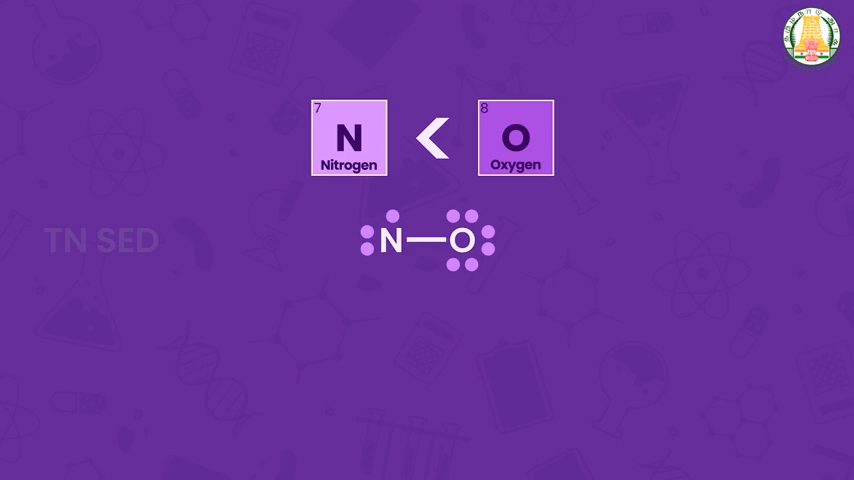 7 N Nitrogen < 8 O Oxygen
N—O
TN SED